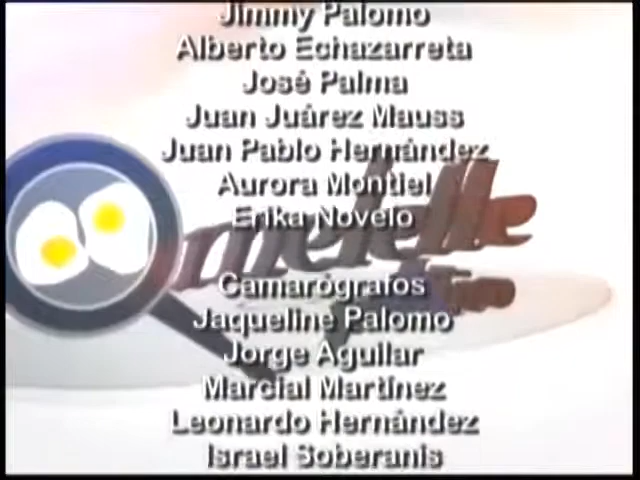 Jimmy Palomo
Alberto Echazarreta
José Palma
Juan Juárez Mauss
Juan Pablo Hernández
Aurora Montiel
Erika Novelo
Camarógrafos
Jaqueline Palomo
Jorge Aguilar
Marcial Martínez
Leonardo Hernández
Israel Soberanis